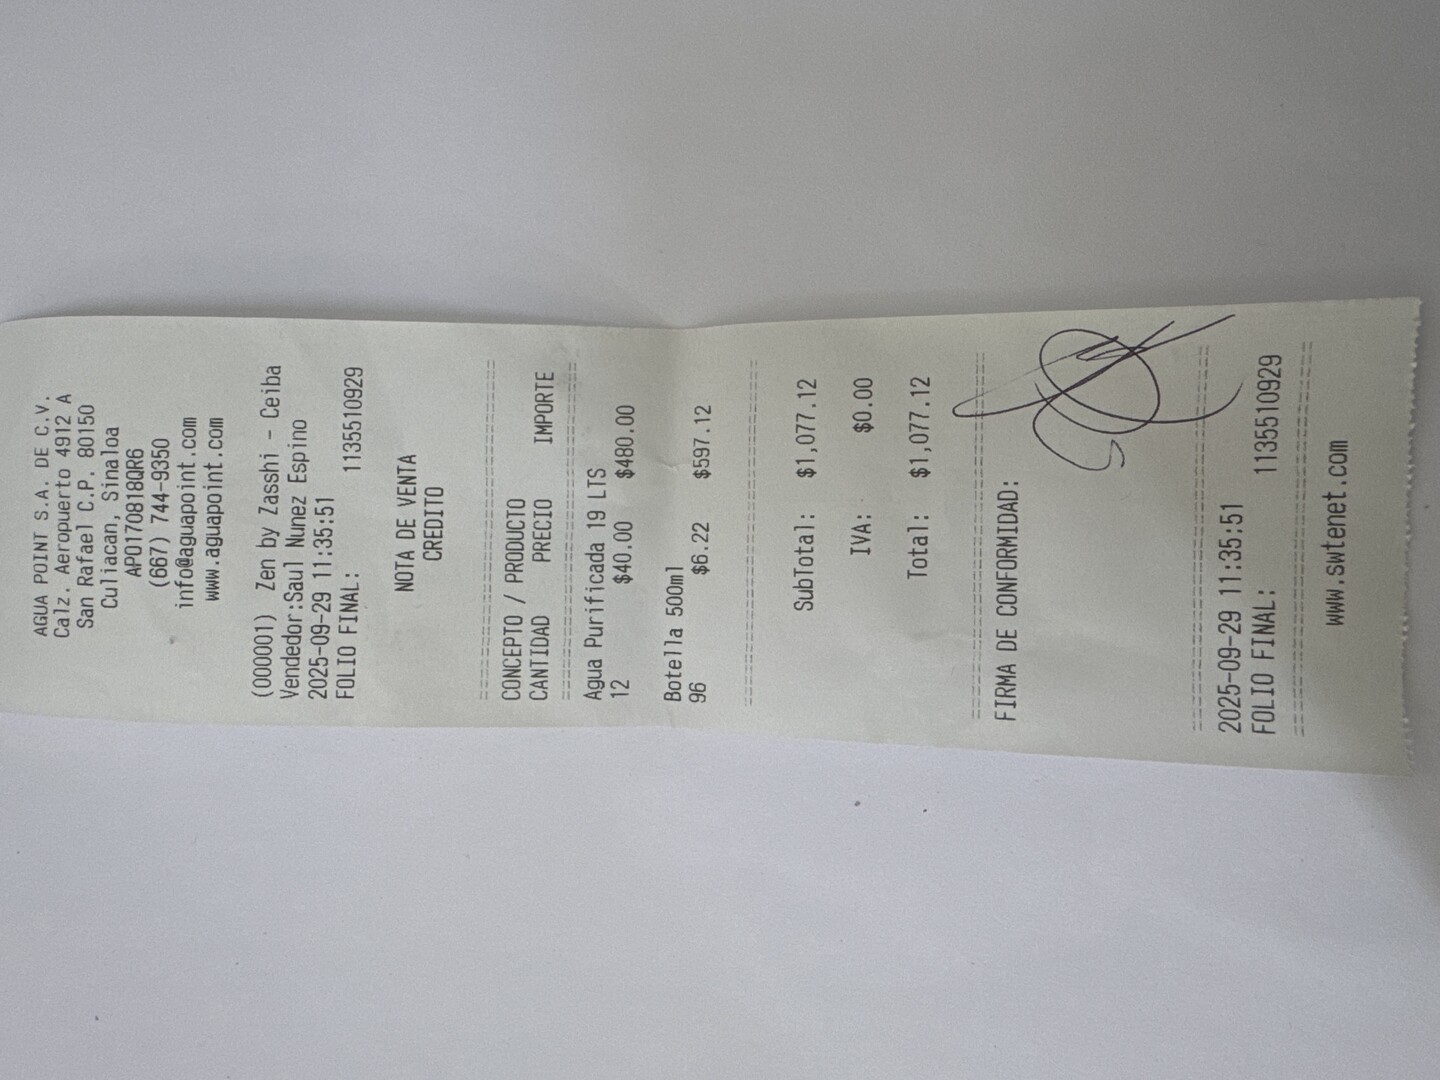 AGUA POINT S.A. DE C.V.
Calz. Aeropuerto 4912 A
San Rafael C.P. 80150
Culiacan, Sinaloa
APO170818QR6
(667) 744-9350
info@aguapoint.com
www.aguapoint.com
(000001) Zen by Zasshi - Ceiba
Vendedor:Saul Nunez Espino
2025-09-29 11:35:51
FOLIO FINAL: 1135510929
NOTA DE VENTA
CREDITO
CONCEPTO / PRODUCTO
CANTIDAD PRECIO IMPORTE
Agua Purificada 19 LTS
12 $40.00 $480.00
Botella 500ml
96 $6.22 $597.12
SubTotal: $1,077.12
IVA: $0.00
Total: $1,077.12
FIRMA DE CONFORMIDAD:
2025-09-29 11:35:51
FOLIO FINAL: 1135510929
www.swtenet.com